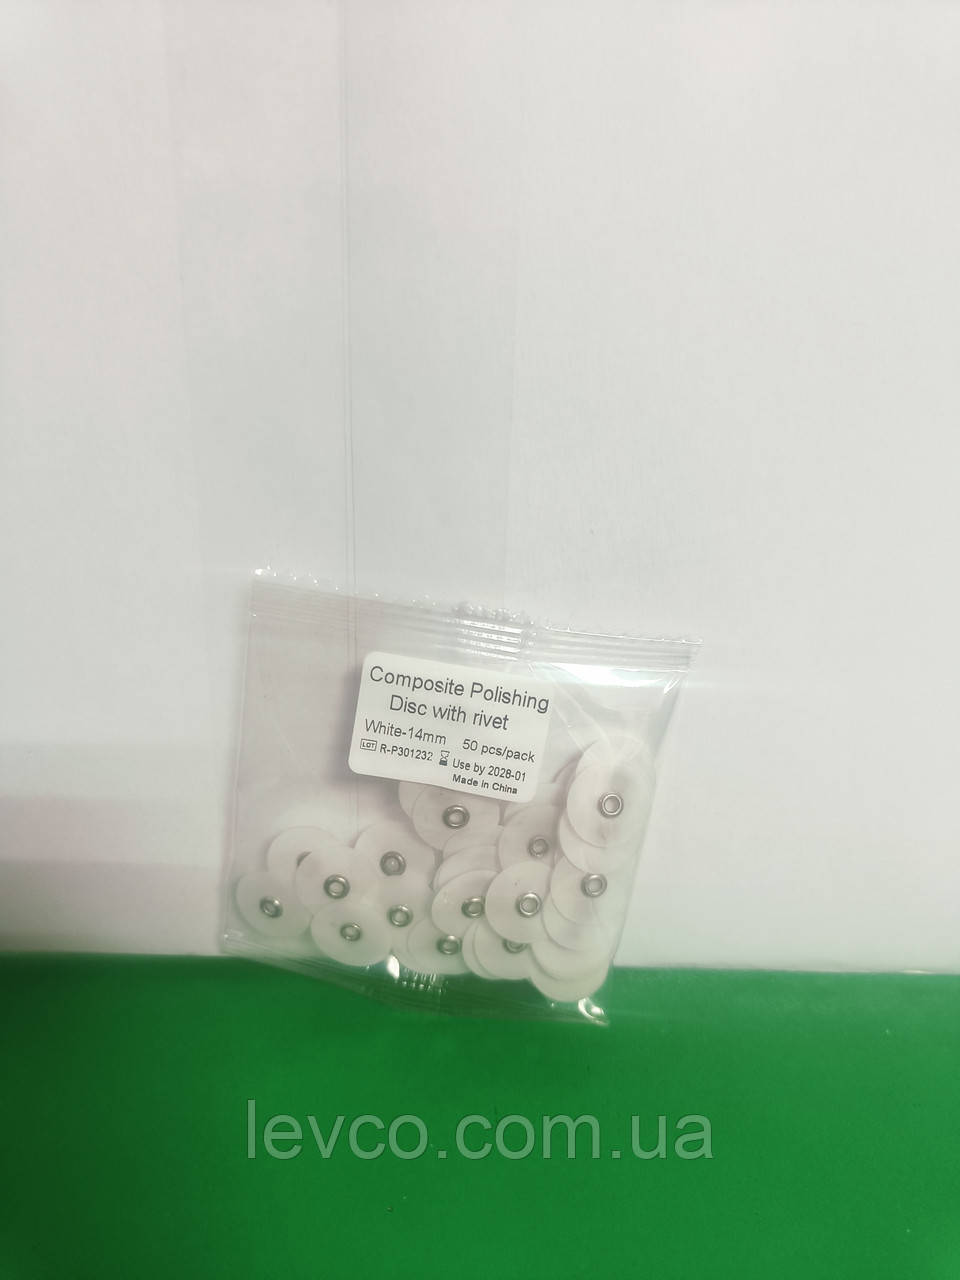 Composite Polishing
Disc with rivet
White-14mm 50 pcs/pack
LOT R-P301232 Use by 2028-01
Made in China
levco.com.ua